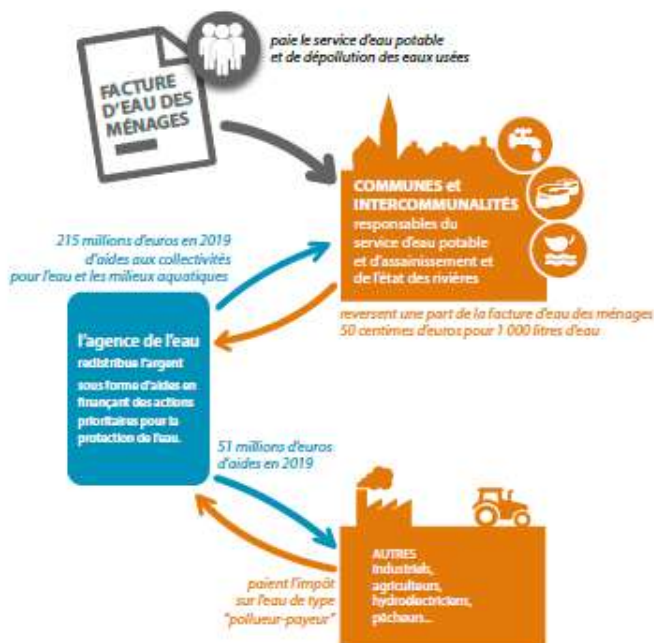 paie le service d'eau potable
et de dépollution des eaux usées
FACTURE
D'EAU DES
MÉNAGES
COMMUNES et
INTERCOMMUNALITÉS
responsables du
service d'eau potable
et d'assainissement et
de l'état des rivières
215 millions d'euros en 2019
d'aides aux collectivités
pour l'eau et les milieux aquatiques
reversent une part de la facture d'eau des ménages
50 centimes d'euros pour 1 000 litres d'eau
l'agence de l'eau
redistribue l'argent
sous forme d'aides en
finançant des actions
prioritaires pour la
protection de l'eau.
51 millions d'euros
d'aides en 2019
AUTRES
industriels,
agriculteurs,
hydroélectriciens,
pêcheurs...
paient l'impôt
sur l'eau de type
"pollueur-payeur"